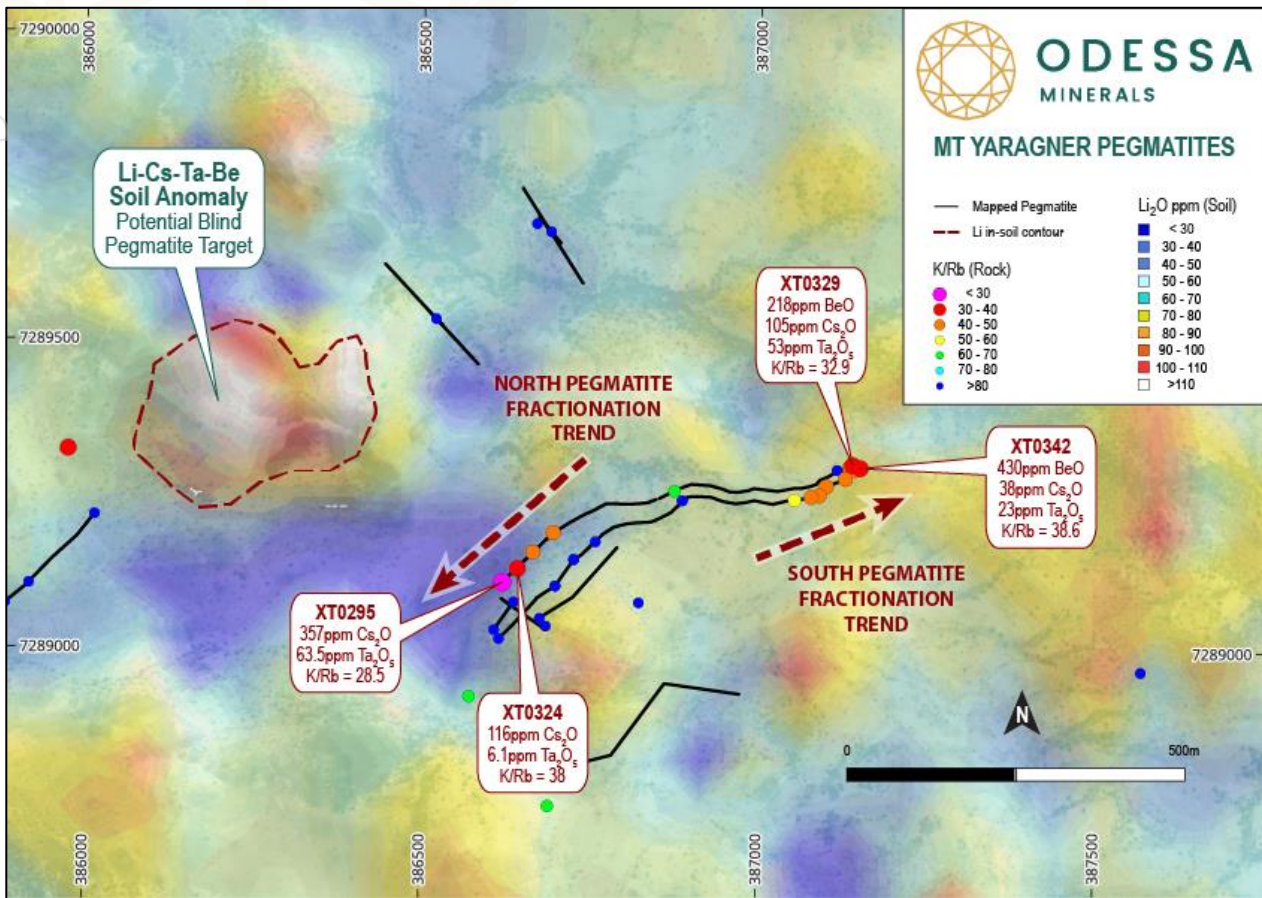 386000
386500
387000
7290000
ODESSA
MINERALS
MT YARAGNER PEGMATITES
Mapped Pegmatite
Li in-soil contour
K/Rb (Rock)
< 30
30 - 40
40 - 50
50 - 60
60 - 70
70 - 80
>80
Li₂O ppm (Soil)
< 30
30 - 40
40 - 50
50 - 60
60 - 70
70 - 80
80 - 90
90 - 100
100 - 110
>110
Li-Cs-Ta-Be
Soil Anomaly
Potential Blind
Pegmatite Target
7289500
XT0329
218ppm BeO
105ppm Cs₂O
53ppm Ta₂O₅
K/Rb = 32.9
NORTH PEGMATITE
FRACTIONATION
TREND
XT0342
430ppm BeO
38ppm Cs₂O
23ppm Ta₂O₅
K/Rb = 38.6
SOUTH PEGMATITE
FRACTIONATION
TREND
XT0295
357ppm Cs₂O
63.5ppm Ta₂O₅
K/Rb = 28.5
7289000
7289000
XT0324
116ppm Cs₂O
6.1ppm Ta₂O₅
K/Rb = 38
N
0
500m
386000
386500
387000
387500